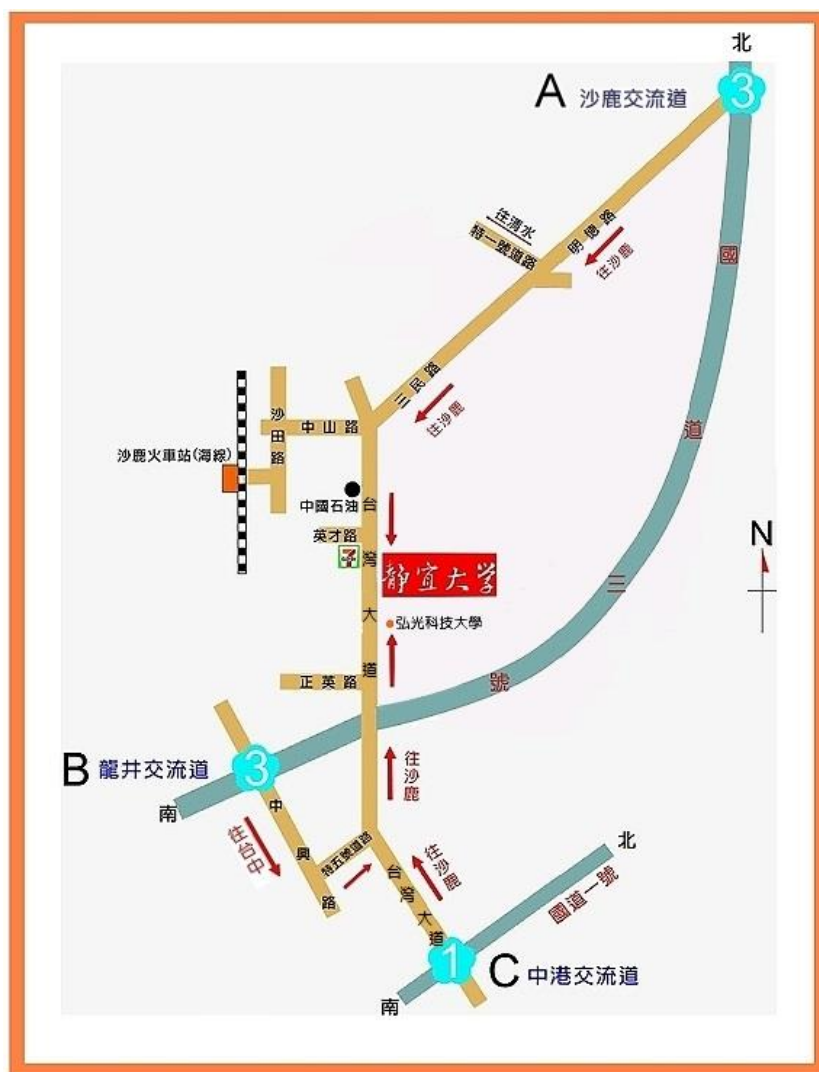 北
3
A 沙鹿交流道
往清水
特一號道路
明德路
往沙鹿
國道三號
三民路
往沙鹿
沙田路
中山路
沙鹿火車站(海線)
中國石油
台灣大道
英才路
7
靜宜大学
N
弘光科技大學
正英路
B 龍井交流道
3
南
往沙鹿
中興路
往台中
特五號道路
往沙鹿
台灣大道
北
國道一號
1
C 中港交流道
南